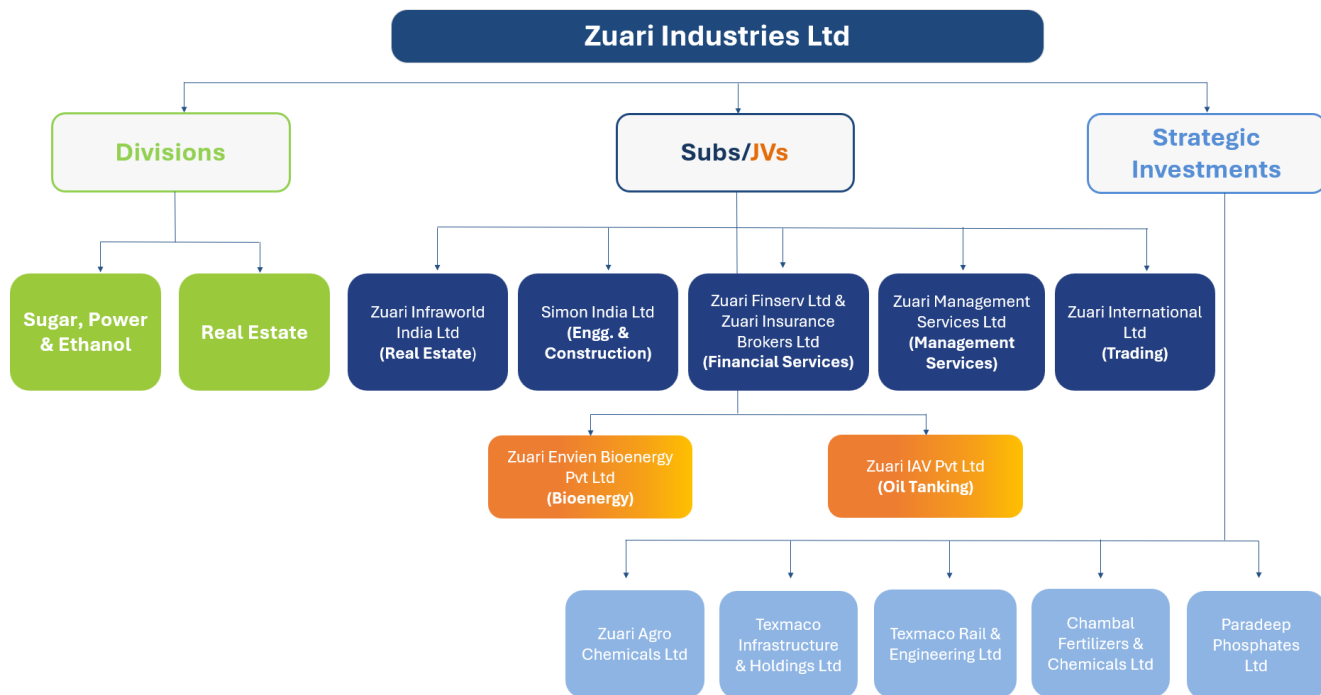 Zuari Industries Ltd
Divisions
Subs/JVs
Strategic
Investments
Sugar, Power
& Ethanol
Real Estate
Zuari Infraworld
India Ltd
(Real Estate)
Simon India Ltd
(Engg. &
Construction)
Zuari Finserv Ltd &
Zuari Insurance
Brokers Ltd
(Financial Services)
Zuari Management
Services Ltd
(Management
Services)
Zuari International
Ltd
(Trading)
Zuari Envien Bioenergy
Pvt Ltd
(Bioenergy)
Zuari IAV Pvt Ltd
(Oil Tanking)
Zuari Agro
Chemicals Ltd
Texmaco
Infrastructure
& Holdings Ltd
Texmaco Rail &
Engineering Ltd
Chambal
Fertilizers &
Chemicals Ltd
Paradeep
Phosphates
Ltd